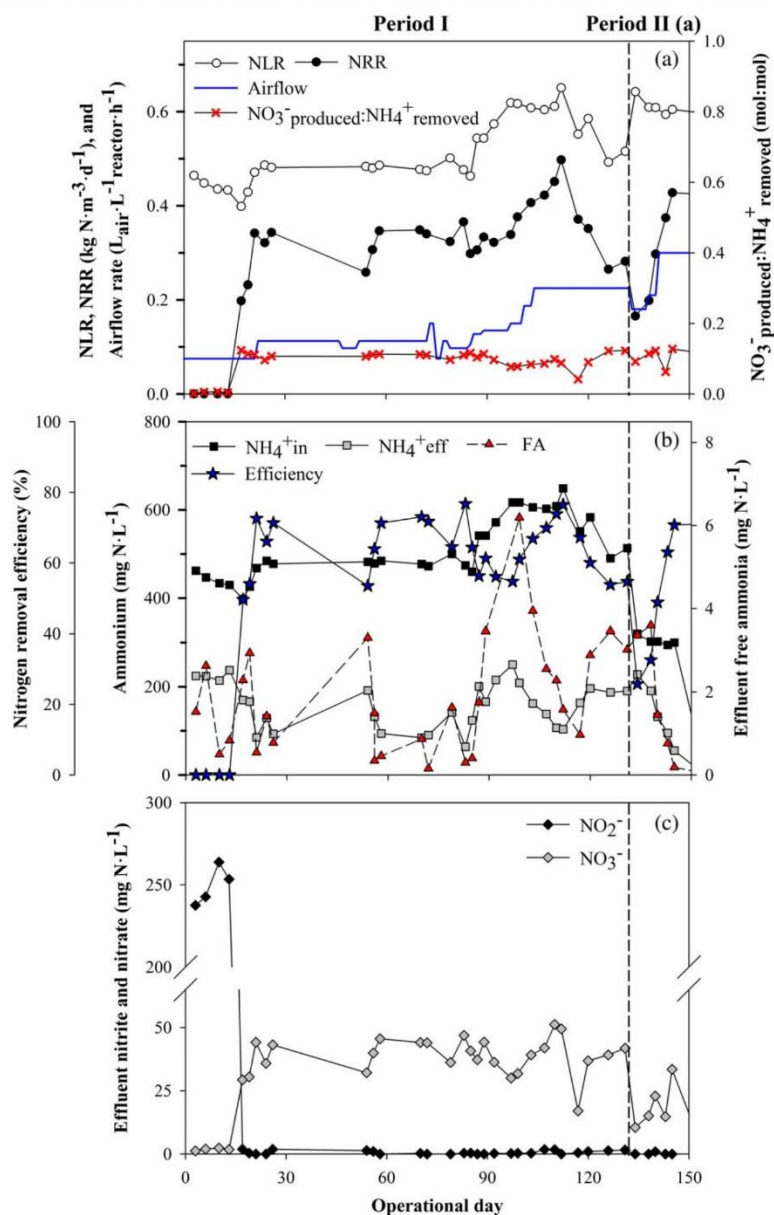 Period I Period II (a)
(a)
NLR NRR
Airflow
NO₃⁻produced:NH₄⁺removed
NLR, NRR (kg N·m⁻³·d⁻¹), and
Airflow rate (L_air·L⁻¹reactor·h⁻¹)
0.6
0.4
0.2
0.0
1.0
0.8
0.6
0.4
0.2
0.0
NO₃⁻produced:NH₄⁺removed (mol:mol)
Nitrogen removal efficiency (%)
100
80
60
40
20
0
Ammonium (mg N·L⁻¹)
800
600
400
200
0
(b)
NH₄⁺in NH₄⁺eff FA
Efficiency
8
6
4
2
0
Effluent free ammonia (mg N·L⁻¹)
Effluent nitrite and nitrate (mg N·L⁻¹)
300
250
200
50
25
0
(c)
NO₂⁻
NO₃⁻
0 30 60 90 120 150
Operational day